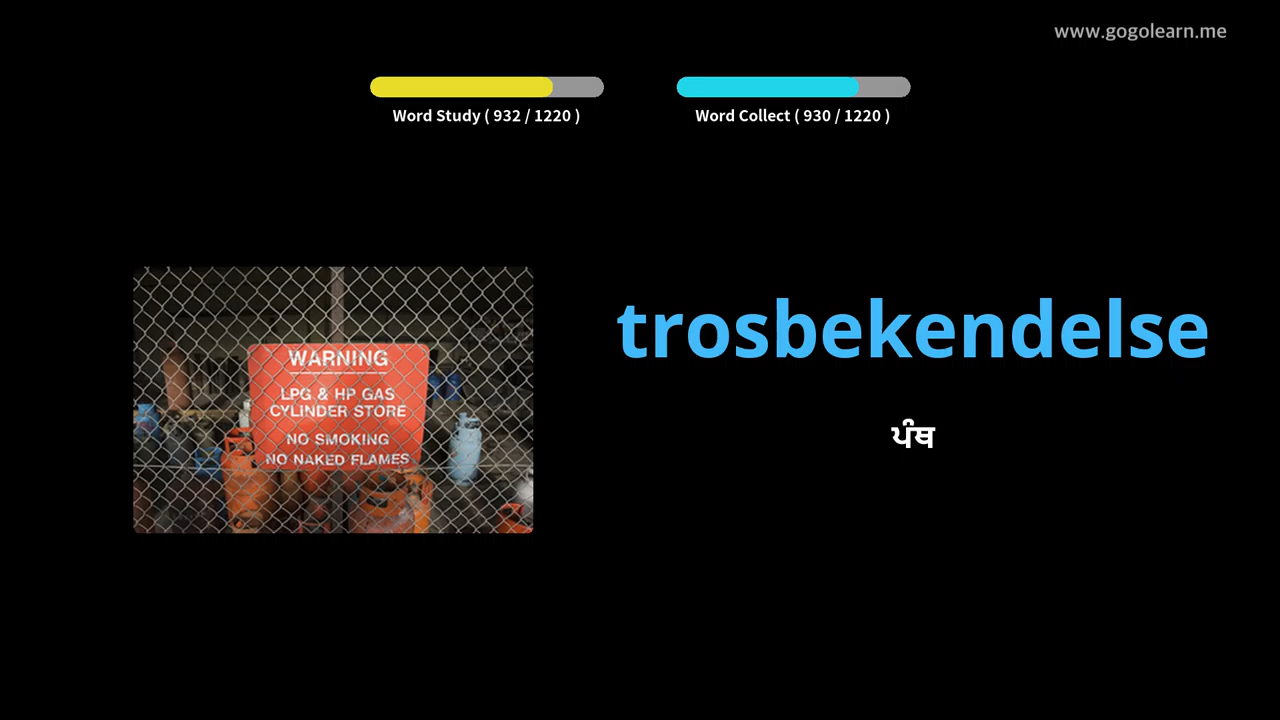 www.gogolearn.me
Word Study ( 932 / 1220 )
Word Collect ( 930 / 1220 )
WARNING
LPG & HP GAS
CYLINDER STORE
NO SMOKING
NO NAKED FLAMES
trosbekendelse
ਪੰਥ